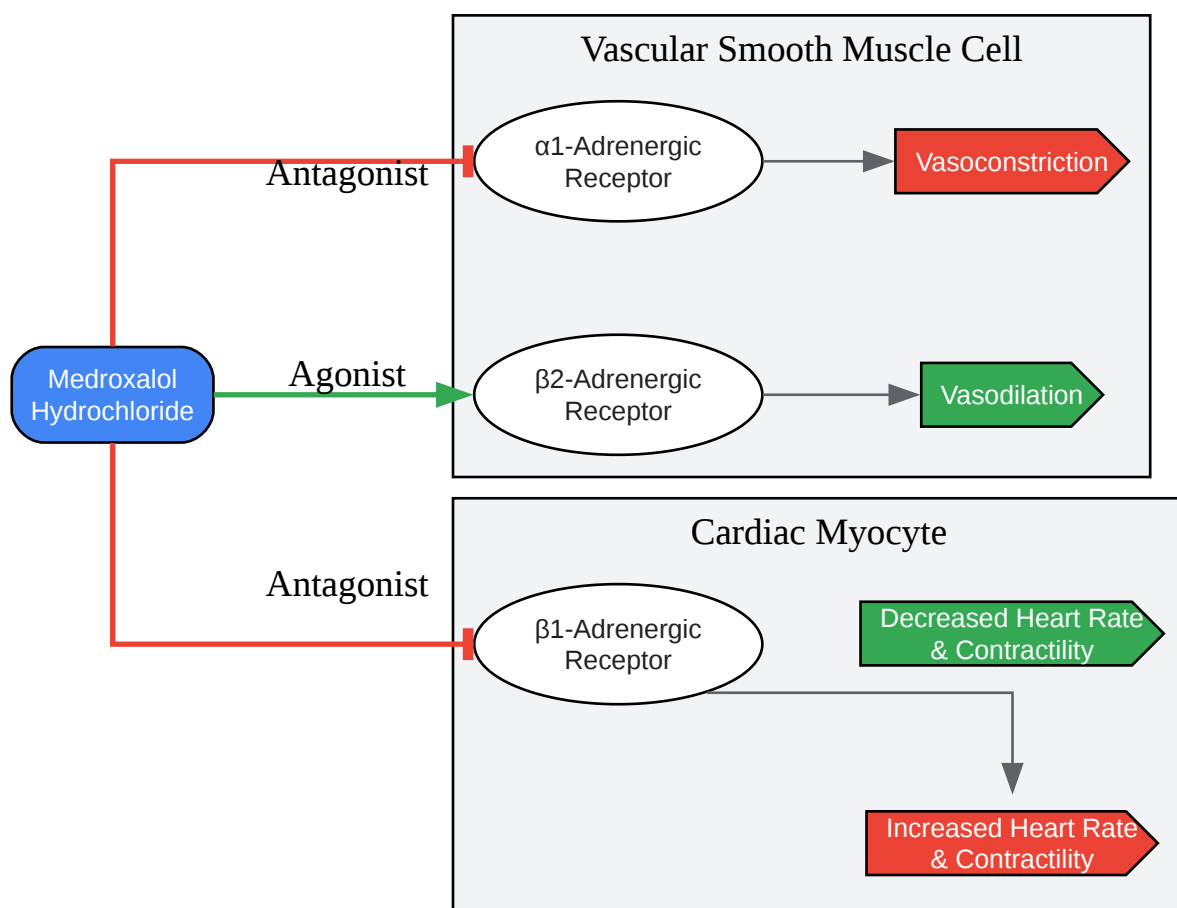 Vascular Smooth Muscle Cell
α1-Adrenergic
Receptor
Vasoconstriction
Antagonist
Medroxalol
Hydrochloride
Agonist
β2-Adrenergic
Receptor
Vasodilation
Cardiac Myocyte
Antagonist
β1-Adrenergic
Receptor
Decreased Heart Rate
& Contractility
Increased Heart Rate
& Contractility